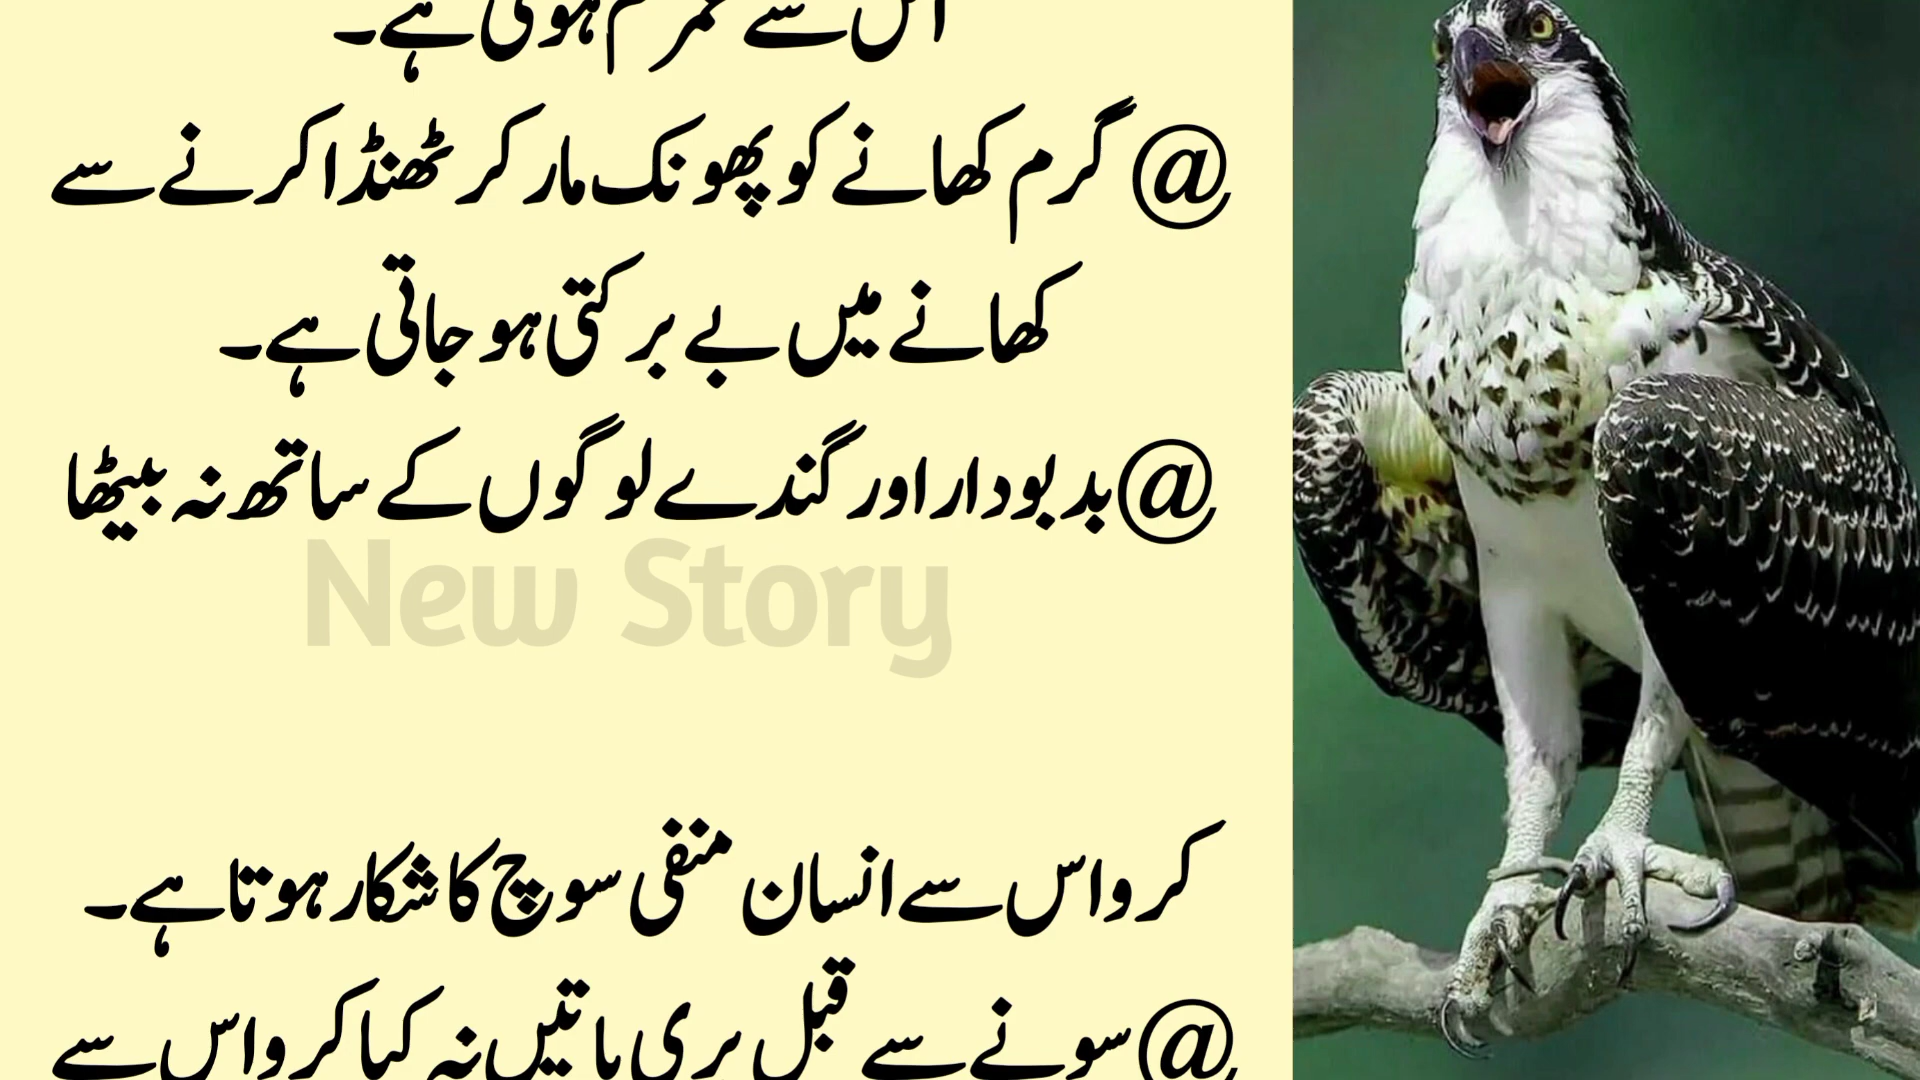 اس سے عمر کم ہوتی ہے۔
@ گرم کھانے کو پھونک مار کر ٹھنڈا کرنے سے
کھانے میں بے برکتی ہو جاتی ہے۔
@ بدبودار اور گندے لوگوں کے ساتھ نہ بیٹھا
New Story
کرو اس سے انسان منفی سوچ کا شکار ہوتا ہے۔
@ سونے سے قبل بری باتیں نہ کیا کرو اس سے